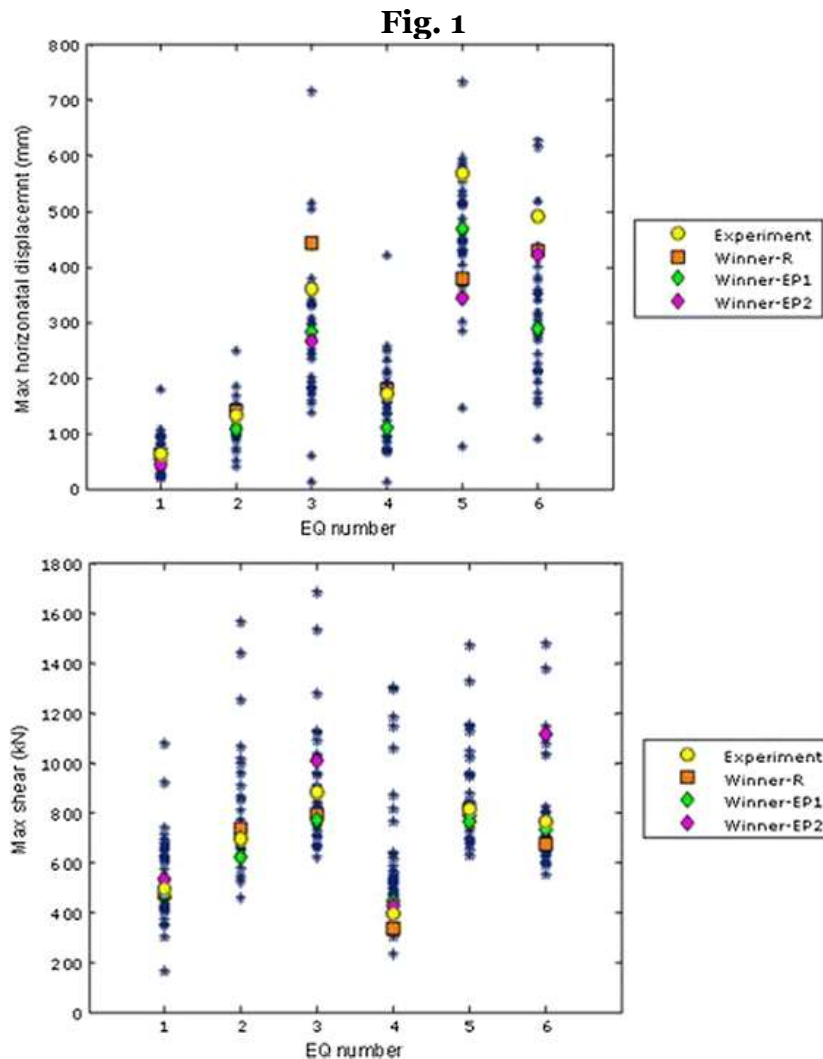 Fig. 1
800
700
600
500
400
300
200
100
0
Max horizonatal displacemnt (mm)
1 2 3 4 5 6
EQ number
Experiment
Winner-R
Winner-EP1
Winner-EP2
1800
1600
1400
1200
1000
800
600
400
200
0
Max shear (kN)
1 2 3 4 5 6
EQ number
Experiment
Winner-R
Winner-EP1
Winner-EP2